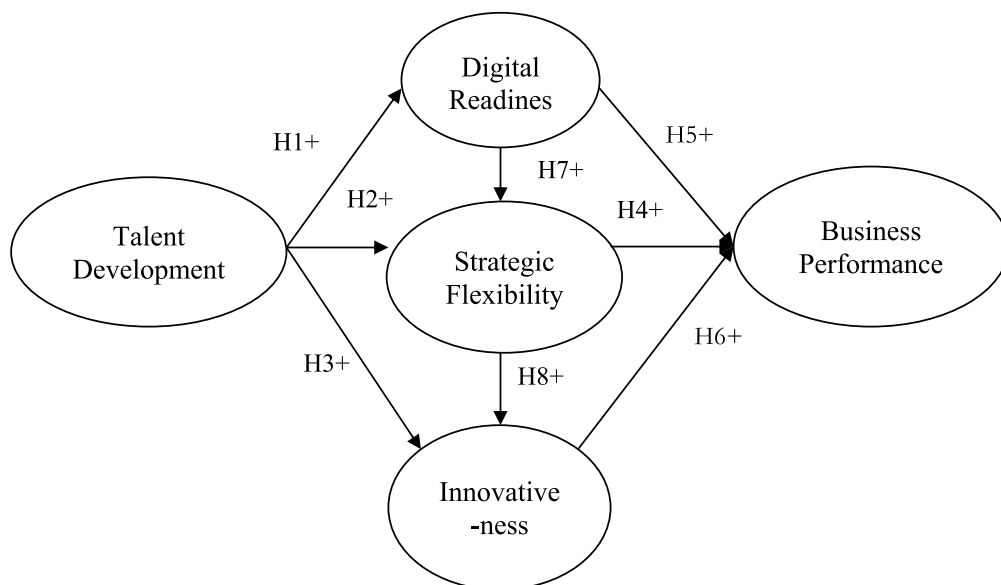 Digital
Readines
H1+
H5+
H7+
H2+
H4+
Talent
Development
Strategic
Flexibility
Business
Performance
H3+
H8+
H6+
Innovative
-ness